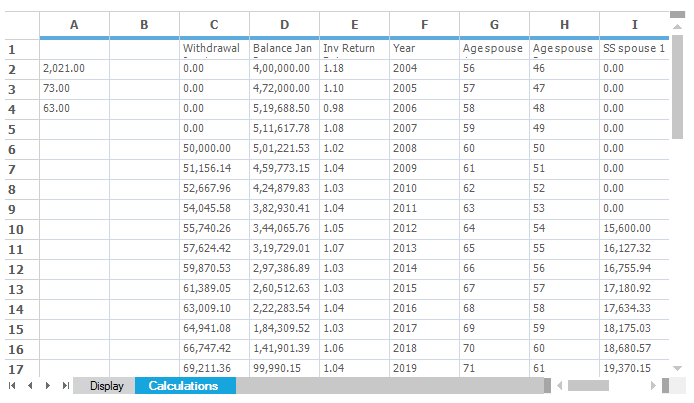 A B C D E F G H I
1 Withdrawal Balance Jan Inv Return Year Age spouse Age spouse SS spouse 1
2 2,021.00 0.00 4,00,000.00 1.18 2004 56 46 0.00
3 73.00 0.00 4,72,000.00 1.10 2005 57 47 0.00
4 63.00 0.00 5,19,688.50 0.98 2006 58 48 0.00
5 0.00 5,11,617.78 1.08 2007 59 49 0.00
6 50,000.00 5,01,221.53 1.02 2008 60 50 0.00
7 51,156.14 4,59,773.15 1.04 2009 61 51 0.00
8 52,667.96 4,24,879.83 1.03 2010 62 52 0.00
9 54,045.58 3,82,930.41 1.04 2011 63 53 0.00
10 55,740.26 3,44,065.76 1.05 2012 64 54 15,600.00
11 57,624.42 3,19,729.01 1.07 2013 65 55 16,127.32
12 59,870.53 2,97,386.89 1.03 2014 66 56 16,755.94
13 61,389.05 2,60,512.63 1.03 2015 67 57 17,180.92
14 63,009.10 2,22,283.54 1.04 2016 68 58 17,634.33
15 64,941.08 1,84,309.52 1.03 2017 69 59 18,175.03
16 66,747.42 1,41,901.39 1.06 2018 70 60 18,680.57
17 69,211.36 99,990.15 1.04 2019 71 61 19,370.15
Display Calculations